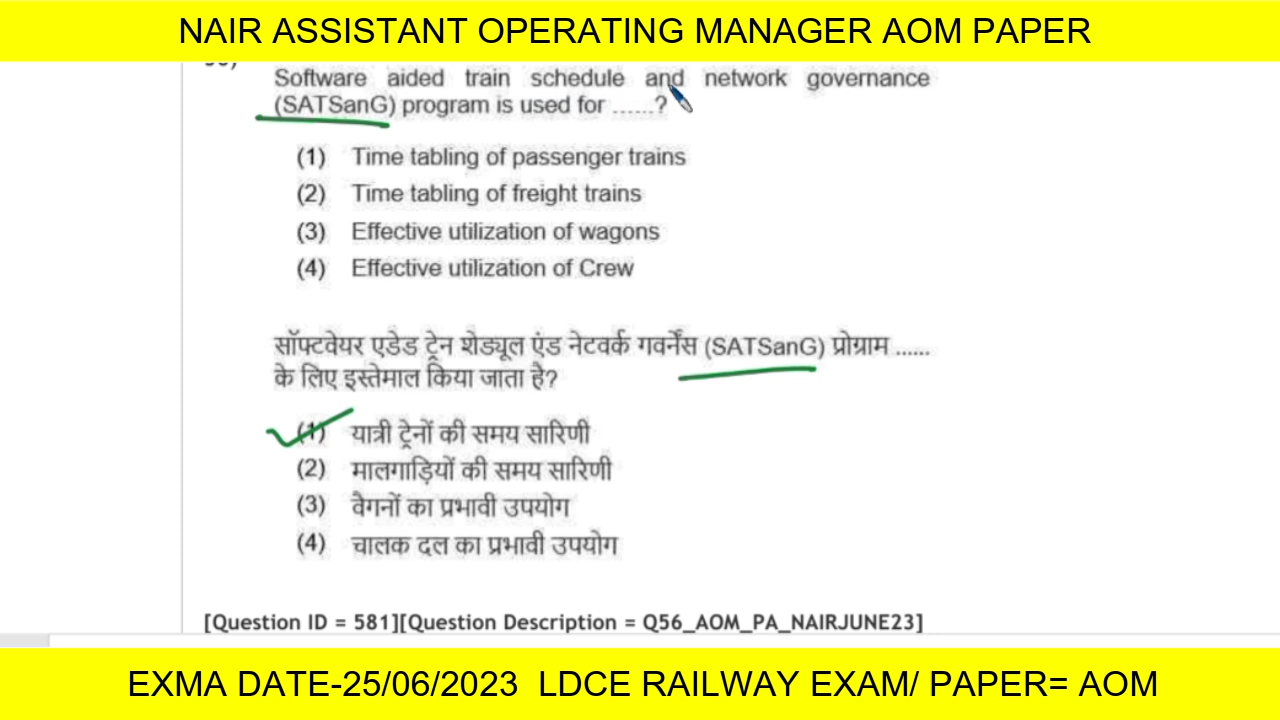 NAIR ASSISTANT OPERATING MANAGER AOM PAPER
Software aided train schedule and network governance
(SATSanG) program is used for ......?
(1) Time tabling of passenger trains
(2) Time tabling of freight trains
(3) Effective utilization of wagons
(4) Effective utilization of Crew
सॉफ्टवेयर एडेड ट्रेन शेड्यूल एंड नेटवर्क गवर्नेंस (SATSanG) प्रोग्राम ......
के लिए इस्तेमाल किया जाता है?
(1) यात्री ट्रेनों की समय सारिणी
(2) मालगाड़ियों की समय सारिणी
(3) वैगनों का प्रभावी उपयोग
(4) चालक दल का प्रभावी उपयोग
[Question ID = 581][Question Description = Q56_AOM_PA_NAIRJUNE23]
EXMA DATE-25/06/2023 LDCE RAILWAY EXAM/ PAPER= AOM